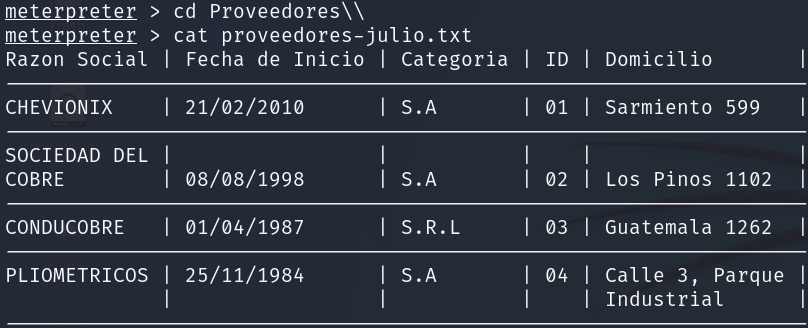 meterpreter > cd Proveedores\\
meterpreter > cat proveedores-julio.txt
Razon Social | Fecha de Inicio | Categoria | ID | Domicilio |
CHEVIONIX | 21/02/2010 | S.A | 01 | Sarmiento 599 |
SOCIEDAD DEL | | | | |
COBRE | 08/08/1998 | S.A | 02 | Los Pinos 1102 |
CONDUCOBRE | 01/04/1987 | S.R.L | 03 | Guatemala 1262 |
PLIOMETRICOS | 25/11/1984 | S.A | 04 | Calle 3, Parque |
| | | | Industrial |